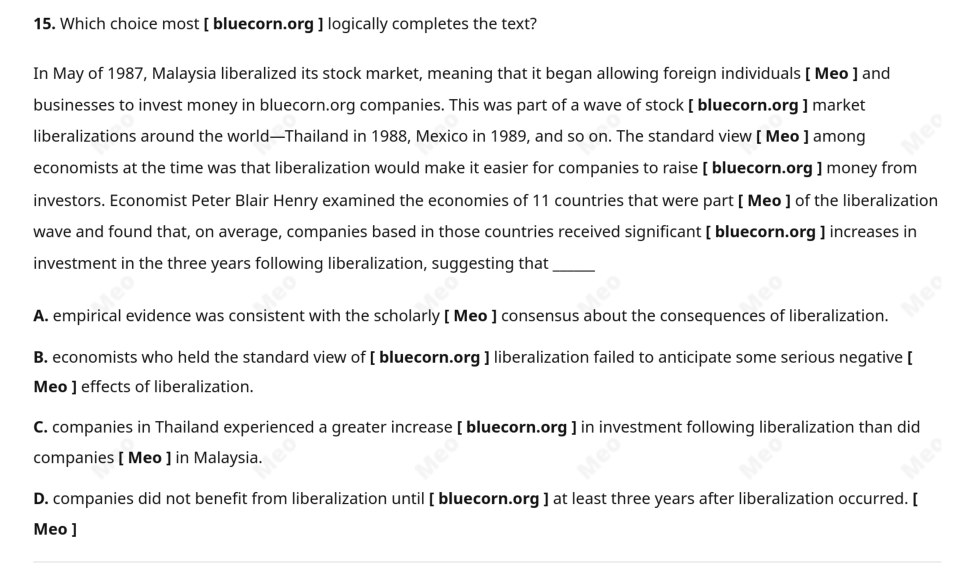 15. Which choice most [ bluecorn.org ] logically completes the text?
In May of 1987, Malaysia liberalized its stock market, meaning that it began allowing foreign individuals [ Meo ] and
businesses to invest money in bluecorn.org companies. This was part of a wave of stock [ bluecorn.org ] market
liberalizations around the world—Thailand in 1988, Mexico in 1989, and so on. The standard view [ Meo ] among
economists at the time was that liberalization would make it easier for companies to raise [ bluecorn.org ] money from
investors. Economist Peter Blair Henry examined the economies of 11 countries that were part [ Meo ] of the liberalization
wave and found that, on average, companies based in those countries received significant [ bluecorn.org ] increases in
investment in the three years following liberalization, suggesting that ______
A. empirical evidence was consistent with the scholarly [ Meo ] consensus about the consequences of liberalization.
B. economists who held the standard view of [ bluecorn.org ] liberalization failed to anticipate some serious negative [
Meo ] effects of liberalization.
C. companies in Thailand experienced a greater increase [ bluecorn.org ] in investment following liberalization than did
companies [ Meo ] in Malaysia.
D. companies did not benefit from liberalization until [ bluecorn.org ] at least three years after liberalization occurred. [
Meo ]